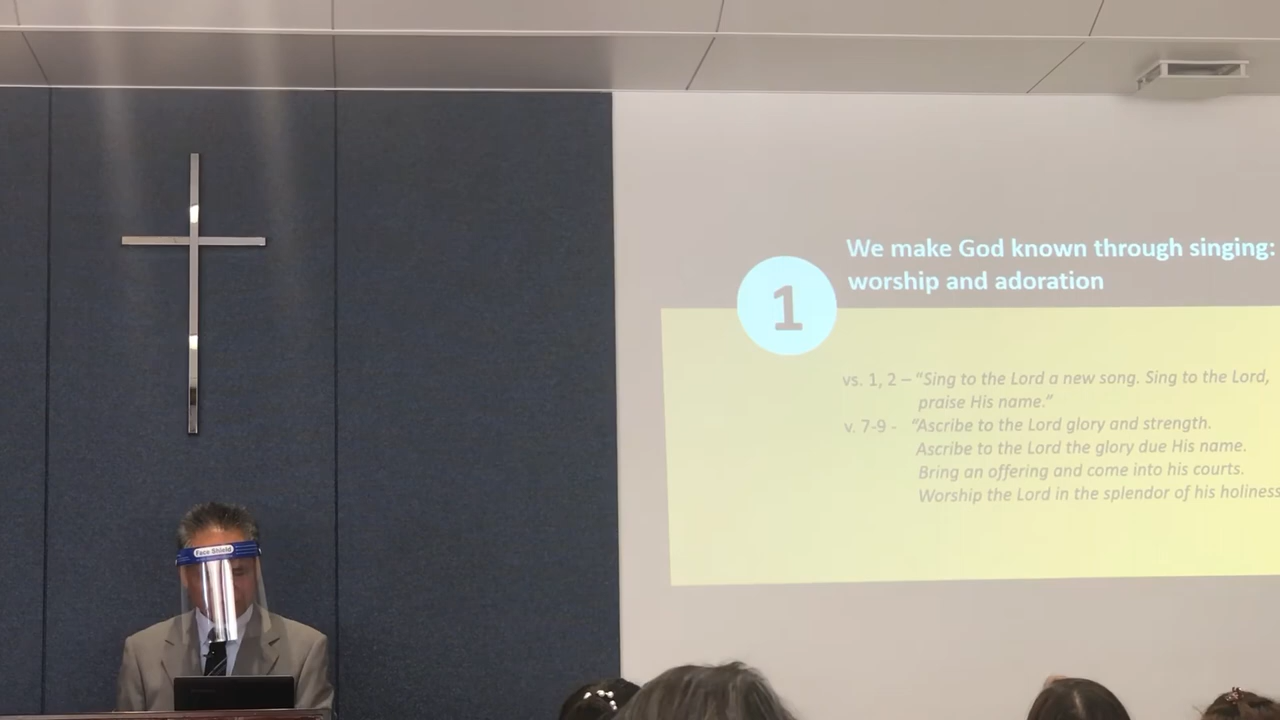 We make God known through singing:
worship and adoration
1
vs. 1, 2 – “Sing to the Lord a new song. Sing to the Lord,
praise His name.”
v. 7-9 - “Ascribe to the Lord glory and strength.
Ascribe to the Lord the glory due His name.
Bring an offering and come into his courts.
Worship the Lord in the splendor of his holiness
Face Shield